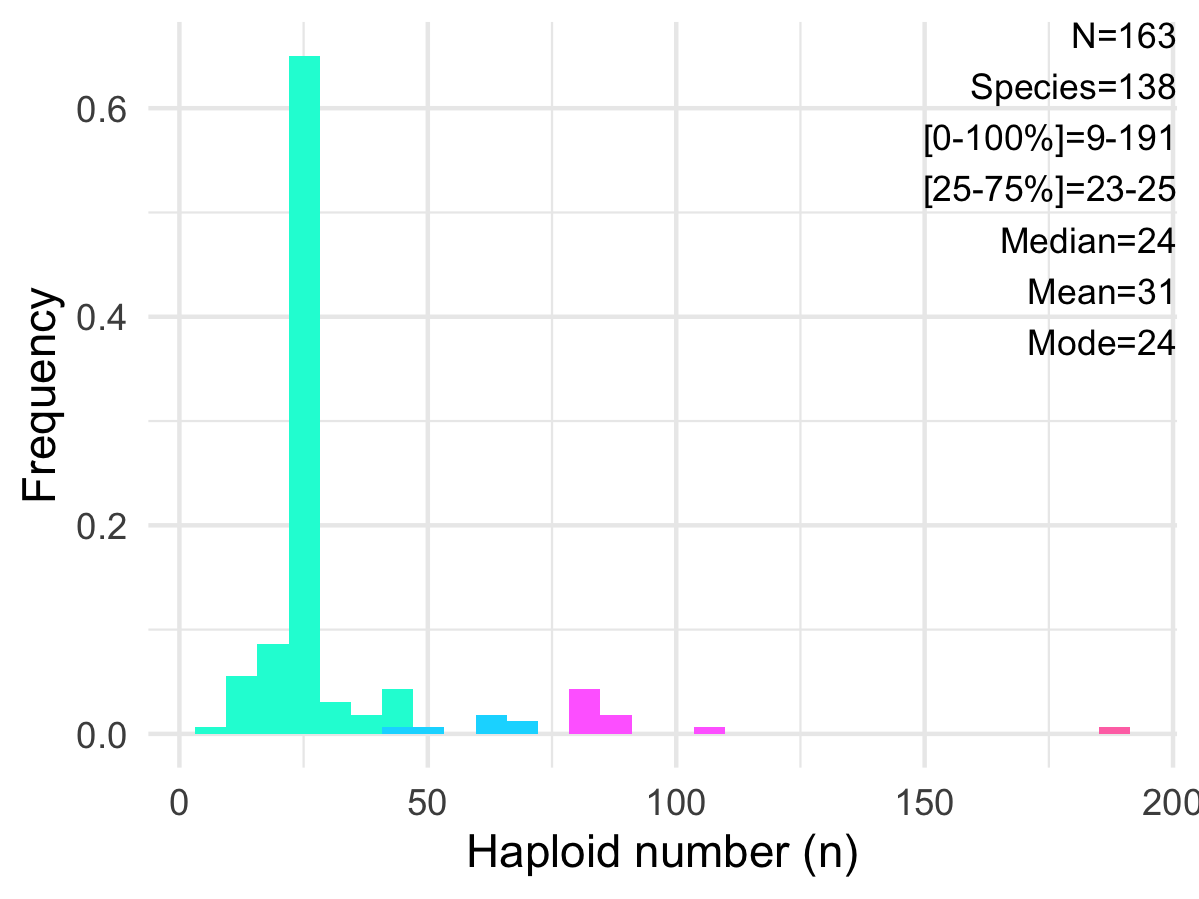 N=163
Species=138
[0-100%]=9-191
[25-75%]=23-25
Median=24
Mean=31
Mode=24
Frequency
0.6
0.4
0.2
0.0
0 50 100 150 200
Haploid number (n)